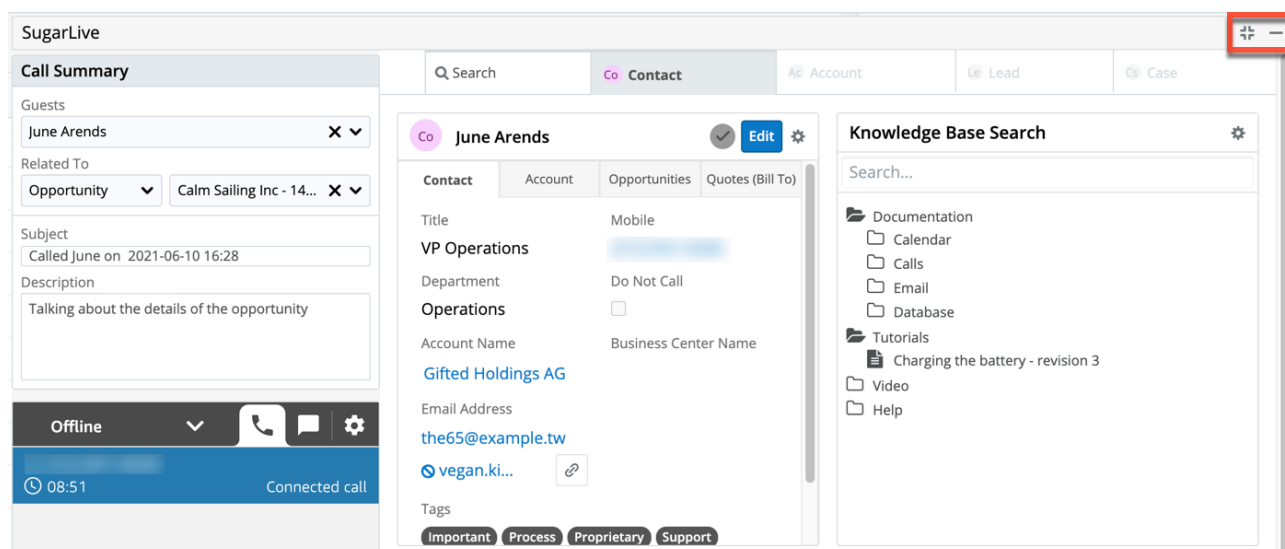 SugarLive
Call Summary
Guests
June Arends
Related To
Opportunity
Calm Sailing Inc - 14...
Subject
Called June on 2021-06-10 16:28
Description
Talking about the details of the opportunity
Offline
08:51
Connected call
Search
Co Contact
Ac Account
Le Lead
Cs Case
Co
June Arends
Edit
Contact
Account
Opportunities
Quotes (Bill To)
Title
Mobile
VP Operations
Department
Do Not Call
Operations
Account Name
Business Center Name
Gifted Holdings AG
Email Address
the65@example.tw
vegan.ki...
Tags
Important
Process
Proprietary
Support
Knowledge Base Search
Search...
Documentation
Calendar
Calls
Email
Database
Tutorials
Charging the battery - revision 3
Video
Help